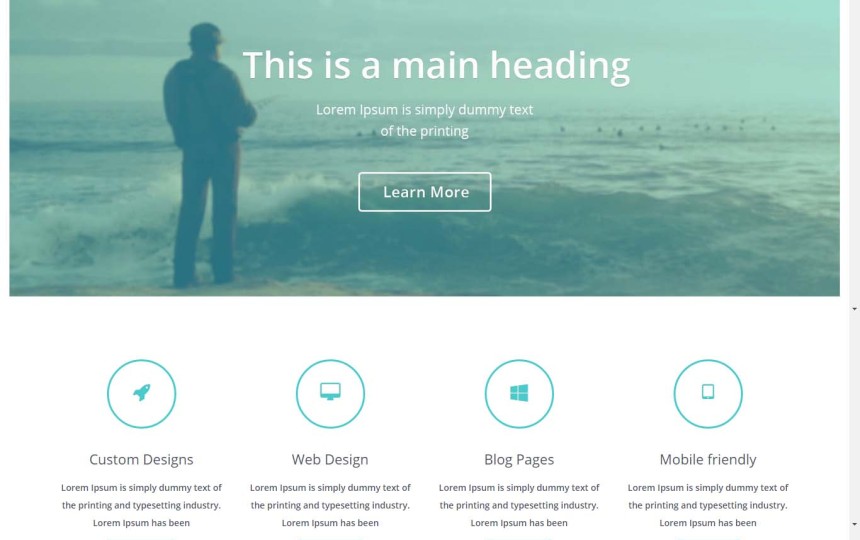 This is a main heading
Lorem Ipsum is simply dummy text
of the printing
Learn More
Custom Designs
Lorem Ipsum is simply dummy text of
the printing and typesetting industry.
Lorem Ipsum has been
Web Design
Lorem Ipsum is simply dummy text of
the printing and typesetting industry.
Lorem Ipsum has been
Blog Pages
Lorem Ipsum is simply dummy text of
the printing and typesetting industry.
Lorem Ipsum has been
Mobile friendly
Lorem Ipsum is simply dummy text of
the printing and typesetting industry.
Lorem Ipsum has been